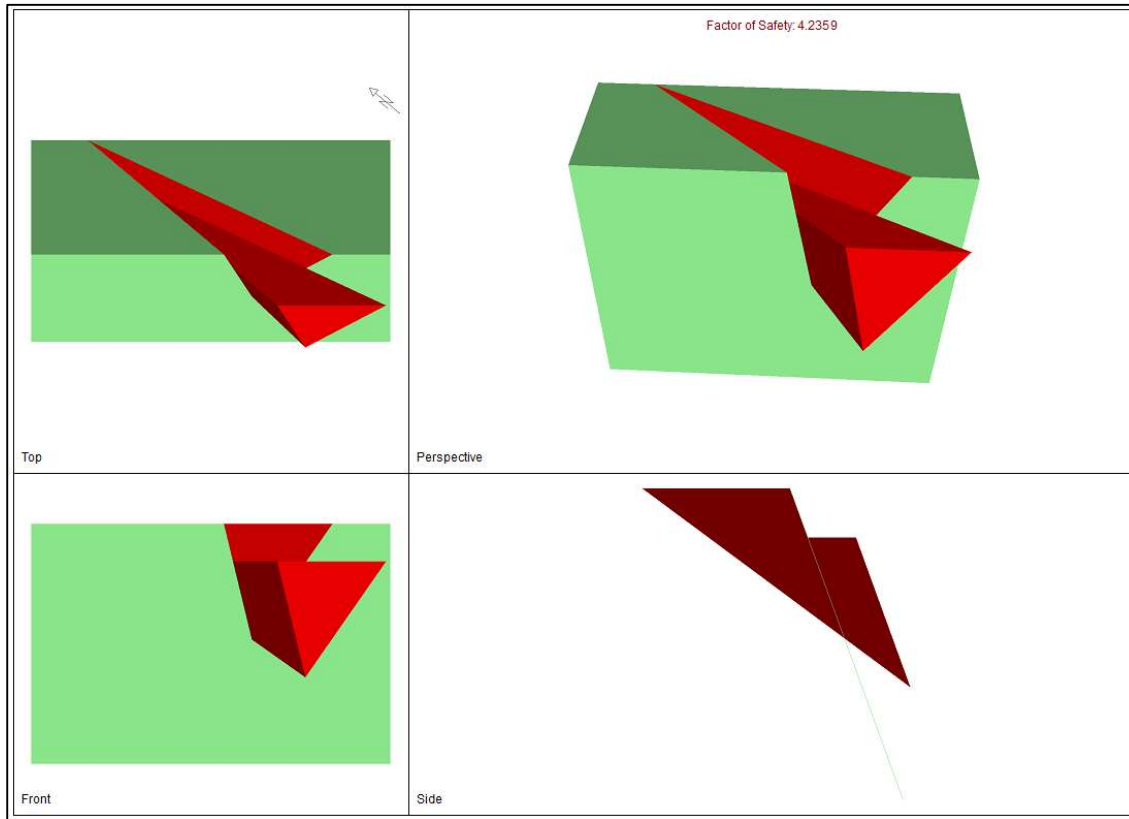 Factor of Safety: 4.2359
N
Top
Perspective
Front
Side